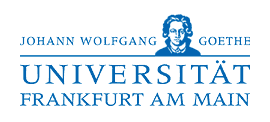 JOHANN WOLFGANG GOETHE
UNIVERSITÄT
FRANKFURT AM MAIN